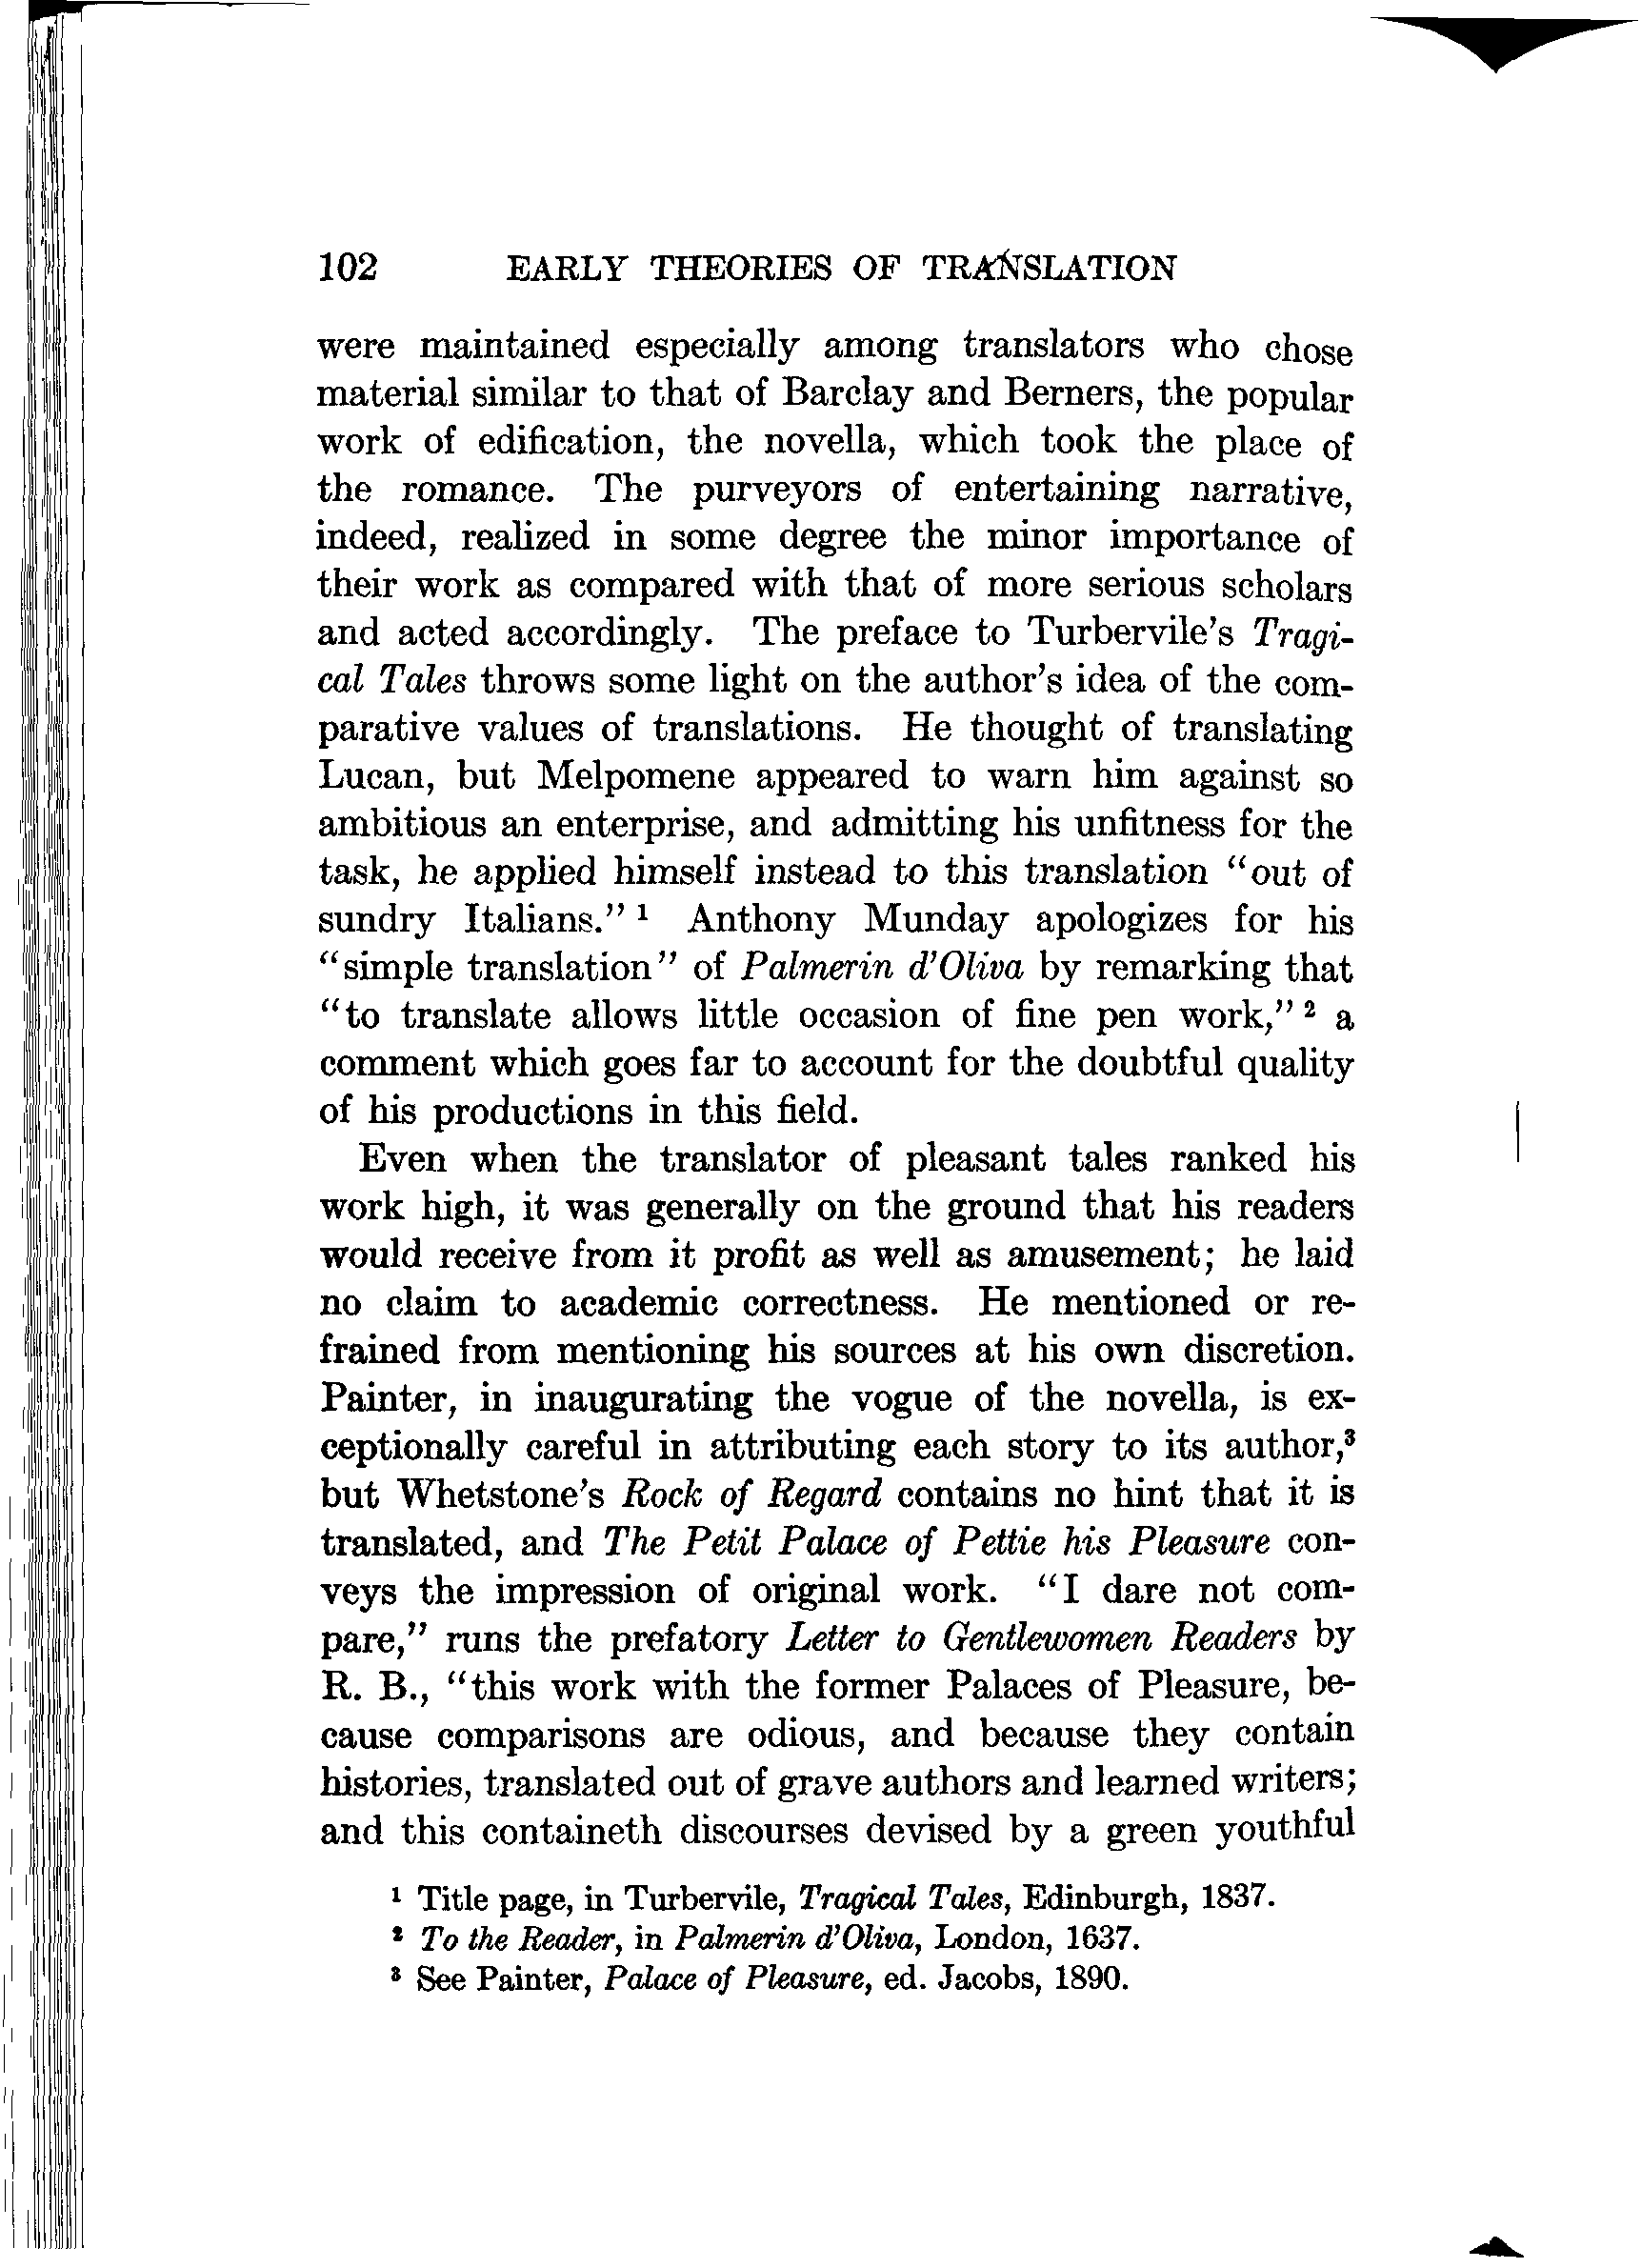 102 EARLY THEORIES OF TRANSLATION
were maintained especially among translators who chose
material similar to that of Barclay and Berners, the popular
work of edification, the novella, which took the place of
the romance. The purveyors of entertaining narrative,
indeed, realized in some degree the minor importance of
their work as compared with that of more serious scholars
and acted accordingly. The preface to Turbervile's Tragi-
cal Tales throws some light on the author's idea of the com-
parative values of translations. He thought of translating
Lucan, but Melpomene appeared to warn him against so
ambitious an enterprise, and admitting his unfitness for the
task, he applied himself instead to this translation "out of
sundry Italians." ¹ Anthony Munday apologizes for his
"simple translation" of Palmerin d'Oliva by remarking that
"to translate allows little occasion of fine pen work," ² a
comment which goes far to account for the doubtful quality
of his productions in this field.
Even when the translator of pleasant tales ranked his
work high, it was generally on the ground that his readers
would receive from it profit as well as amusement; he laid
no claim to academic correctness. He mentioned or re-
frained from mentioning his sources at his own discretion.
Painter, in inaugurating the vogue of the novella, is ex-
ceptionally careful in attributing each story to its author,³
but Whetstone's Rock of Regard contains no hint that it is
translated, and The Petit Palace of Pettie his Pleasure con-
veys the impression of original work. "I dare not com-
pare," runs the prefatory Letter to Gentlewomen Readers by
R. B., "this work with the former Palaces of Pleasure, be-
cause comparisons are odious, and because they contain
histories, translated out of grave authors and learned writers;
and this containeth discourses devised by a green youthful
¹ Title page, in Turbervile, Tragical Tales, Edinburgh, 1837.
² To the Reader, in Palmerin d'Oliva, London, 1637.
³ See Painter, Palace of Pleasure, ed. Jacobs, 1890.